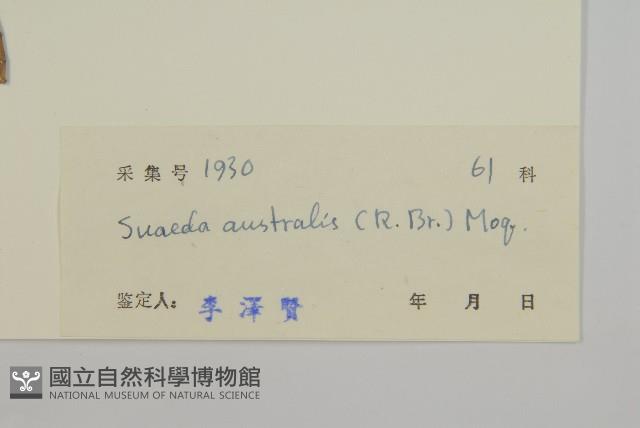 采集号 1930 61 科
Suaeda australis (R. Br.) Moq.
鉴定人: 李澤賢 年 月 日
國立自然科學博物館
NATIONAL MUSEUM OF NATURAL SCIENCE